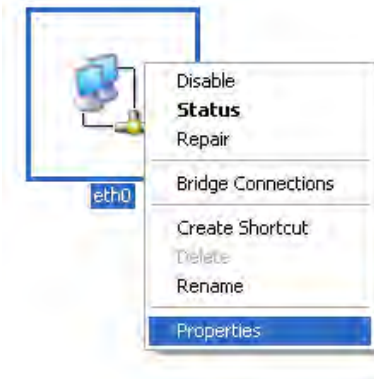 eth0
Disable
Status
Repair
Bridge Connections
Create Shortcut
Delete
Rename
Properties